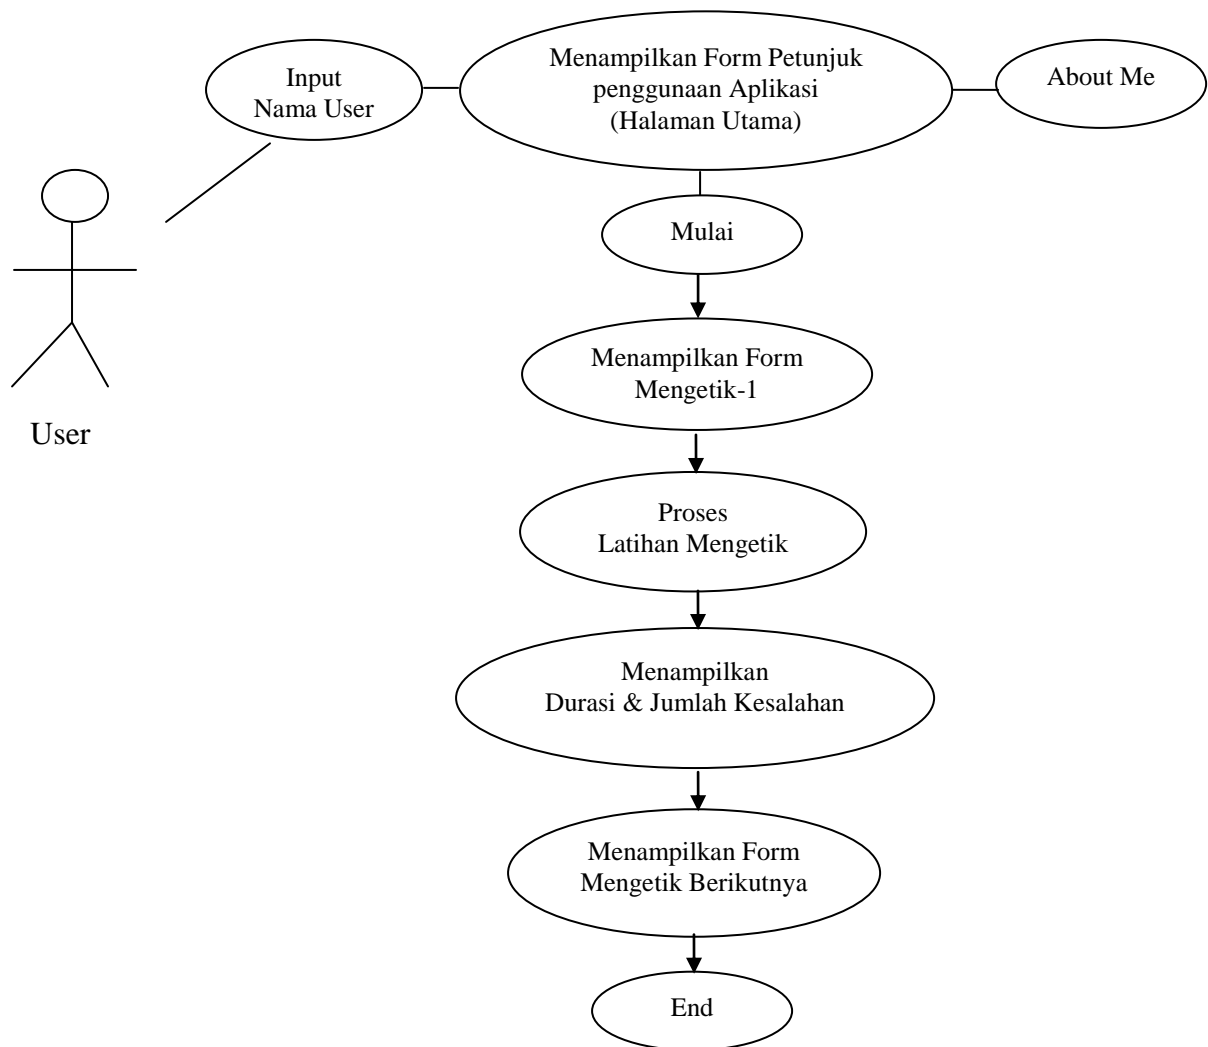 Input
Nama User
Menampilkan Form Petunjuk
penggunaan Aplikasi
(Halaman Utama)
About Me
Mulai
Menampilkan Form
Mengetik-1
User
Proses
Latihan Mengetik
Menampilkan
Durasi & Jumlah Kesalahan
Menampilkan Form
Mengetik Berikutnya
End